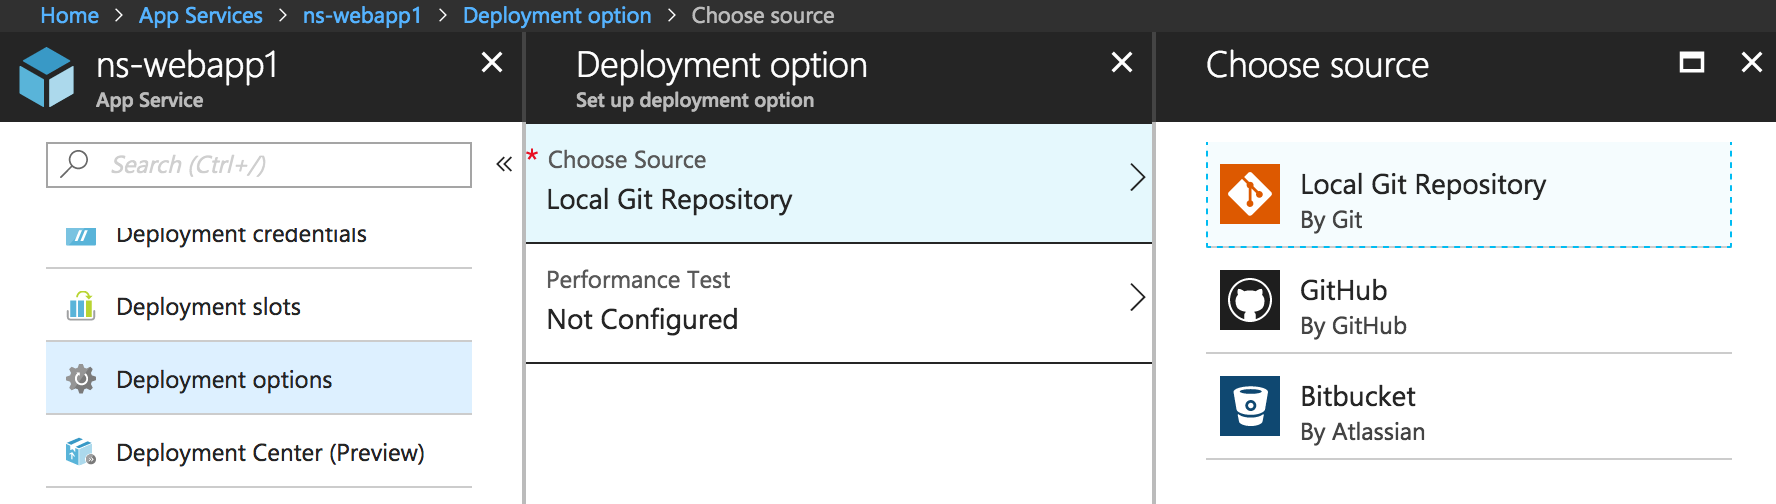 Home > App Services > ns-webapp1 > Deployment option > Choose source
ns-webapp1
App Service
Search (Ctrl+/)
Deployment credentials
Deployment slots
Deployment options
Deployment Center (Preview)
Deployment option
Set up deployment option
* Choose Source
Local Git Repository
Performance Test
Not Configured
Choose source
Local Git Repository
By Git
GitHub
By GitHub
Bitbucket
By Atlassian